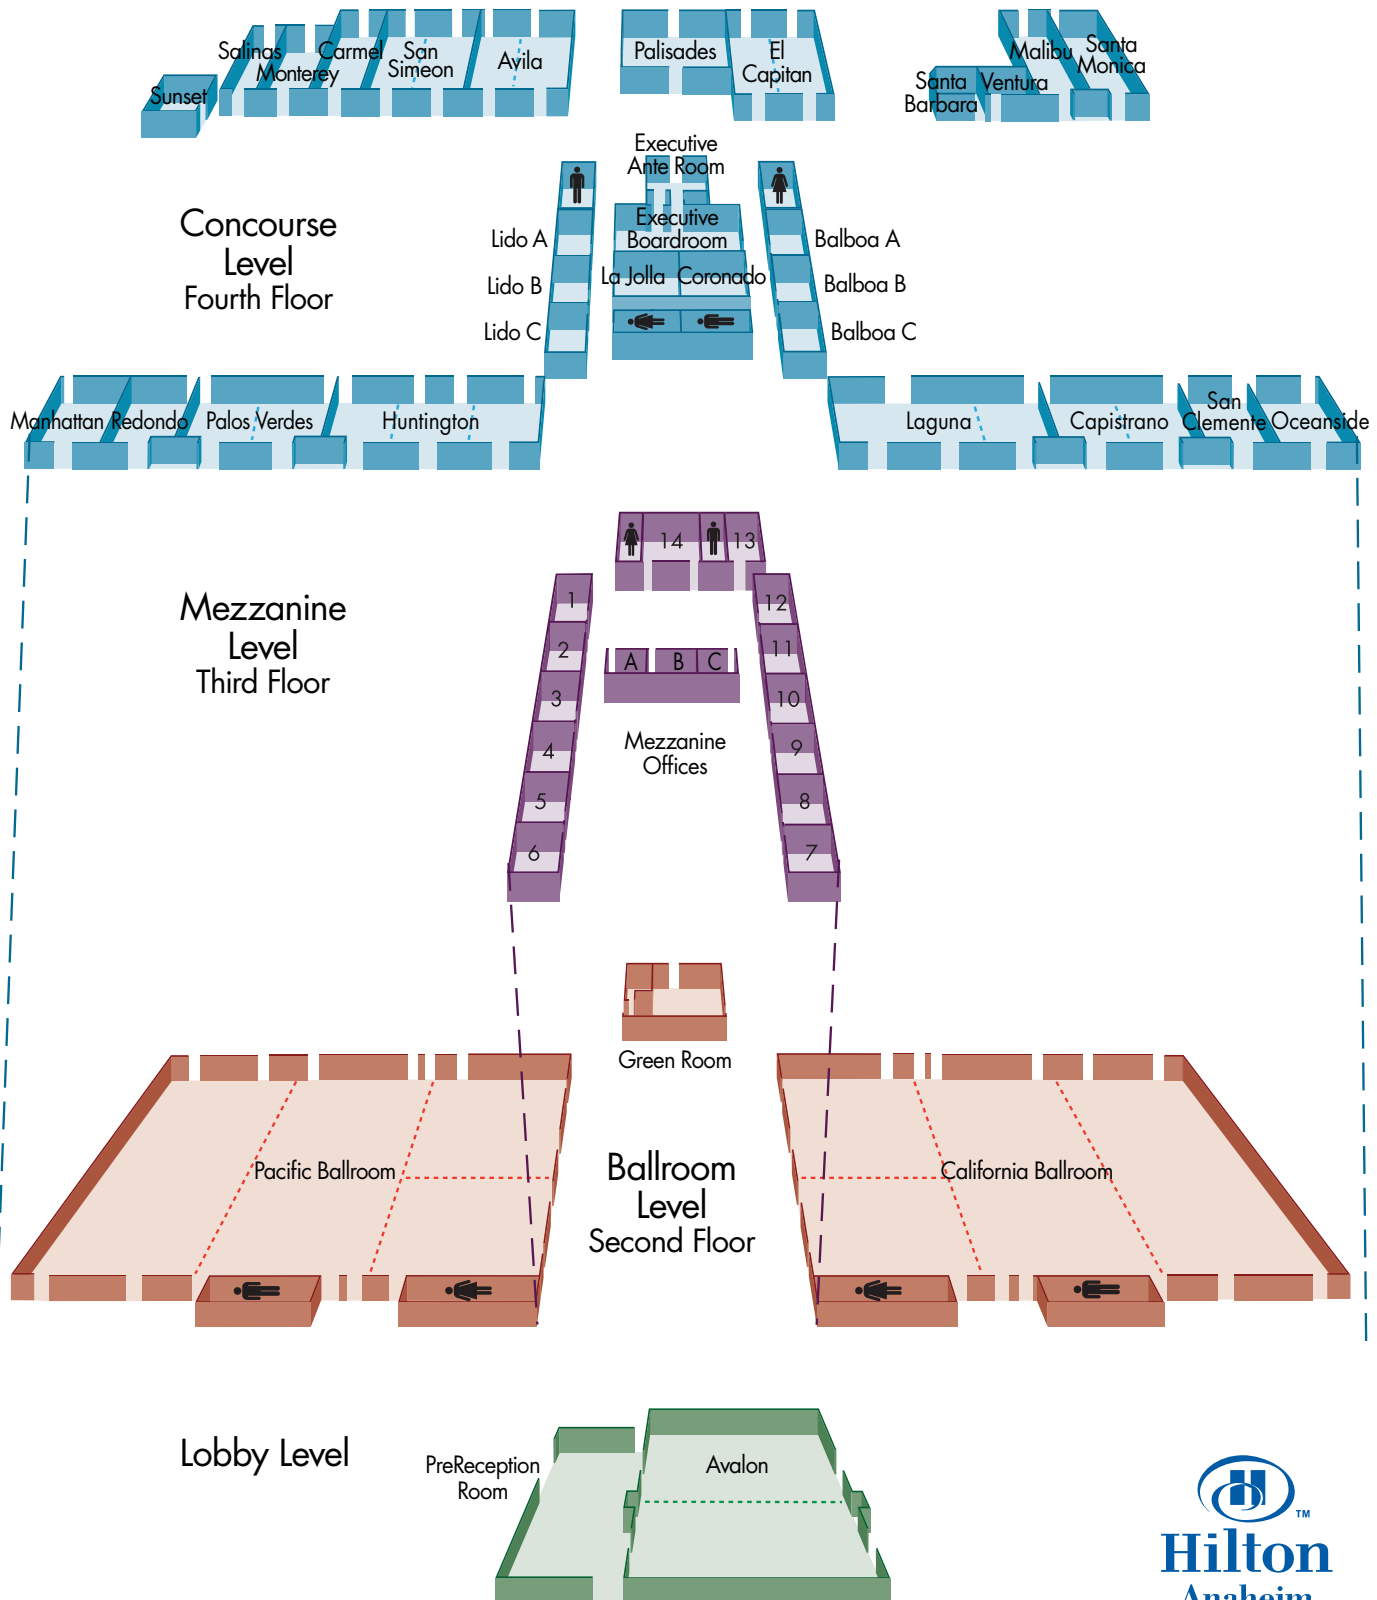 Salinas
Monterey
Carmel
San
Simeon
Avila
Sunset
Palisades
El
Capitan
Malibu
Santa
Monica
Santa
Barbara
Ventura
Executive
Ante Room
Concourse
Level
Fourth Floor
Lido A
Lido B
Lido C
Executive
Boardroom
La Jolla
Coronado
Balboa A
Balboa B
Balboa C
Manhattan
Redondo
Palos Verdes
Huntington
Laguna
Capistrano
San
Clemente
Oceanside
Mezzanine
Level
Third Floor
14
13
1
2
3
4
5
6
A
B
C
Mezzanine
Offices
12
11
10
9
8
7
Green Room
Pacific Ballroom
Ballroom
Level
Second Floor
California Ballroom
Lobby Level
PreReception
Room
Avalon
H
TM
Hilton
Anaheim